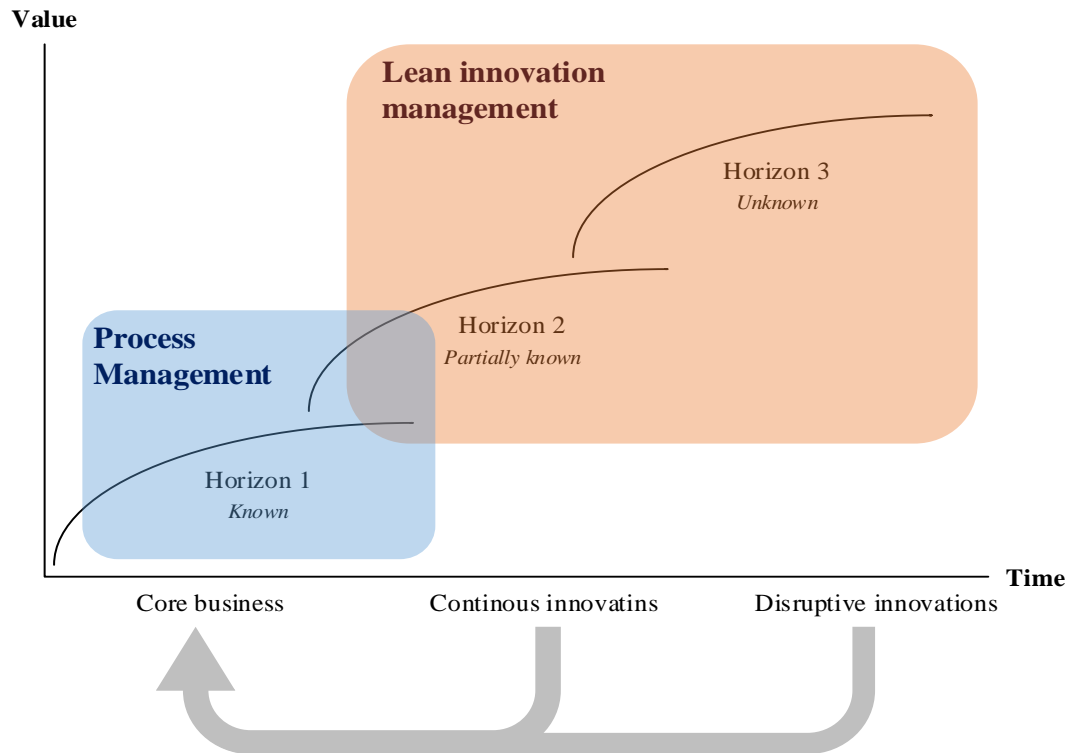 Value
Lean innovation
management
Horizon 3
Unknown
Horizon 2
Partially known
Process
Management
Horizon 1
Known
Time
Core business
Continous innovatins
Disruptive innovations